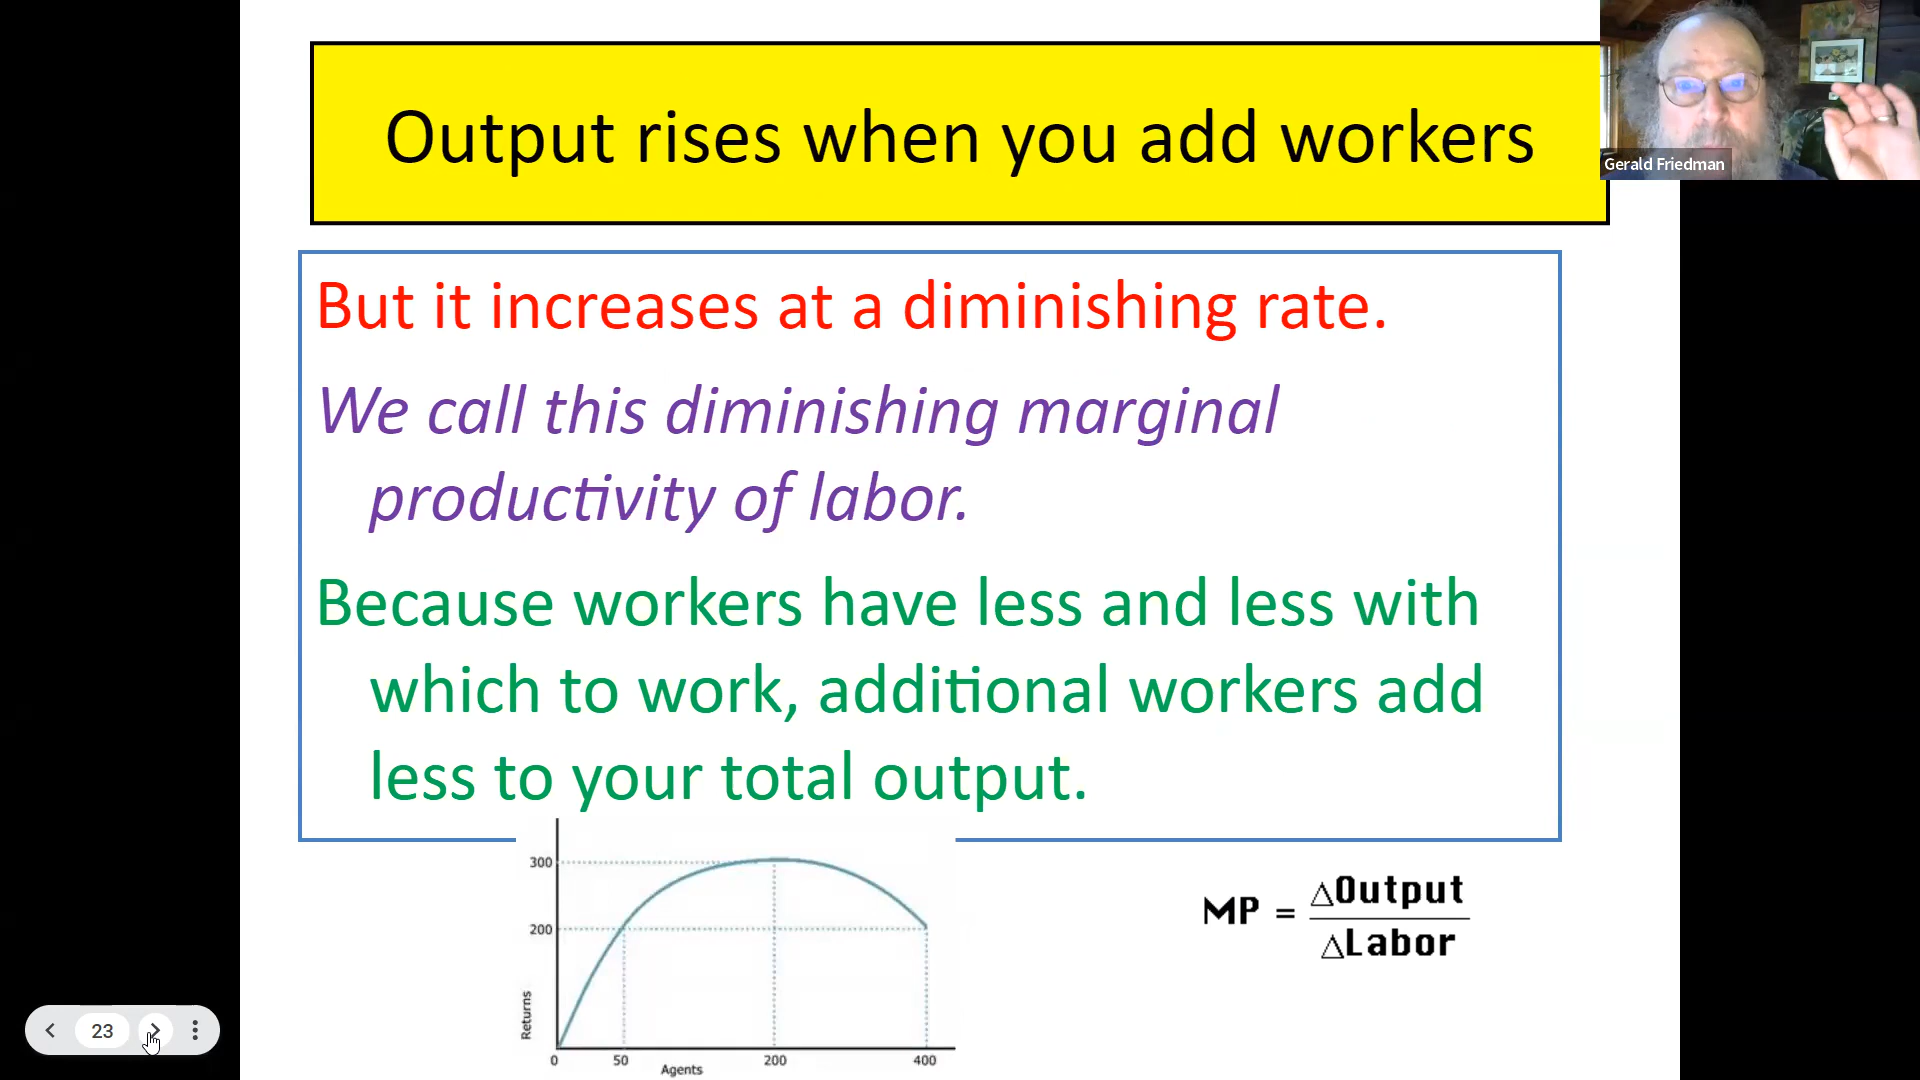 Output rises when you add workers
Gerald Friedman
But it increases at a diminishing rate.
We call this diminishing marginal
productivity of labor.
Because workers have less and less with
which to work, additional workers add
less to your total output.
300
200
Returns
0 50 200 400
Agents
MP = △Output
△Labor
23